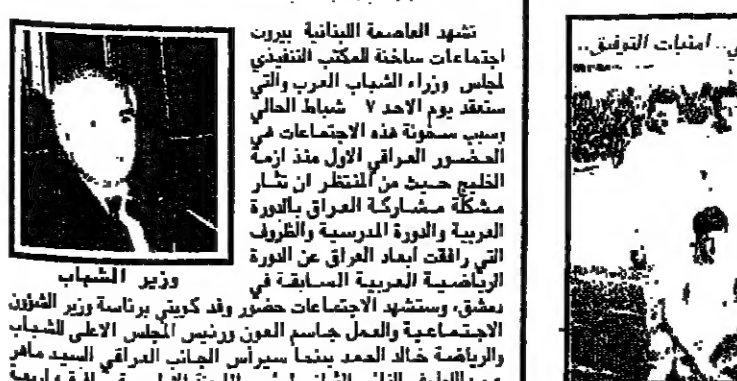 تشهد العاصمة اللبنانية بيروت
اجتماعات ساخنة للمكتب التنفيذي
لمجلس وزراء الشباب العرب والتي
ستعقد يوم الاحد ٧ شباط الحالي
وسبب سخونة هذه الاجتماعات في
الحضور العراقي الاول منذ ازمة
الخليج حيث من المنتظر ان تثار
مشكلة مشاركة العراق بالدورة
العربية والدورة المدرسية والظروف
التي رافقت ابعاد العراق عن الدورة
الرياضية العربية السابقة في
دمشق، وستشهد الاجتماعات حضور وفد كويتي برئاسة وزير الشؤون
الاجتماعية والعمل جاسم العون ورئيس المجلس الاعلى للشباب
والرياضة خالد الحمد بينما سيرأس الجانب العراقي السيد ماهر
وزير الشباب
امنيات التوفيق..